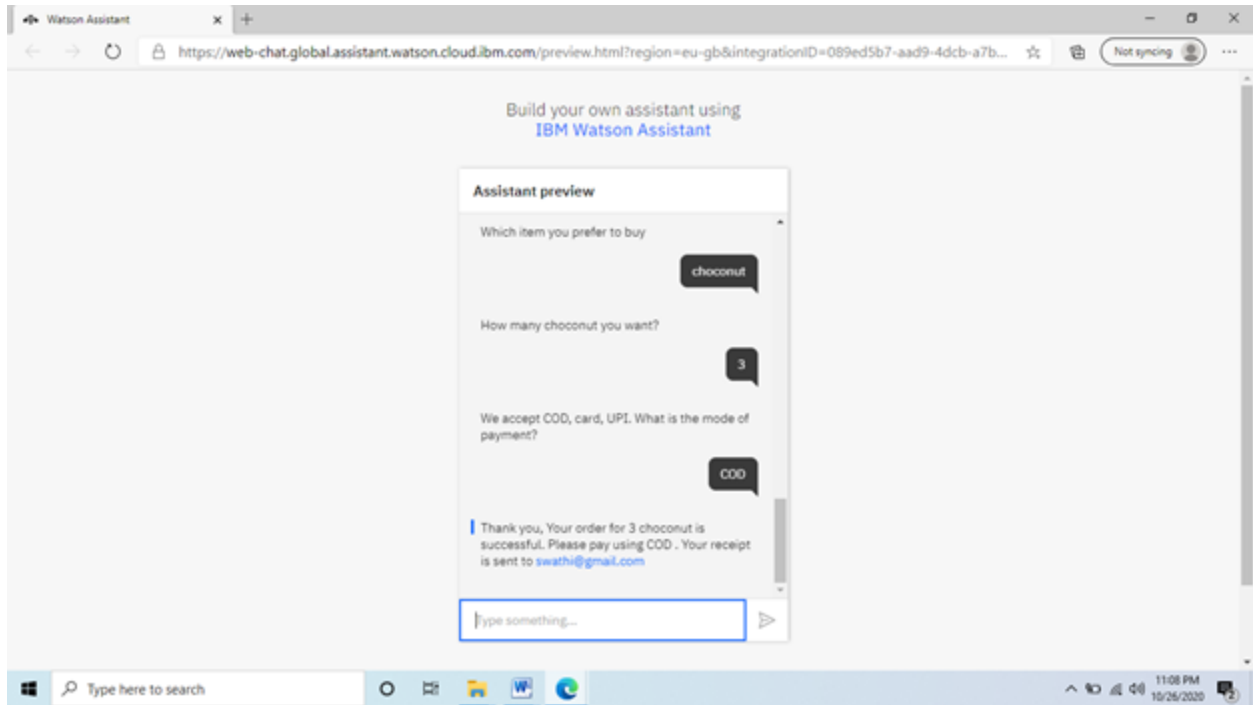 Watson Assistant
https://web-chat.global.assistant.watson.cloud.ibm.com/preview.html?region=eu-gb&integrationID=089ed5b7-aad9-4dcb-a7b...
Not syncing
Build your own assistant using
IBM Watson Assistant
Assistant preview
Which item you prefer to buy
choconut
How many choconut you want?
3
We accept COD, card, UPI. What is the mode of
payment?
COD
Thank you, Your order for 3 choconut is
successful. Please pay using COD . Your receipt
is sent to swathi@gmail.com
Type something...
Type here to search
11:08 PM
10/26/2020
2